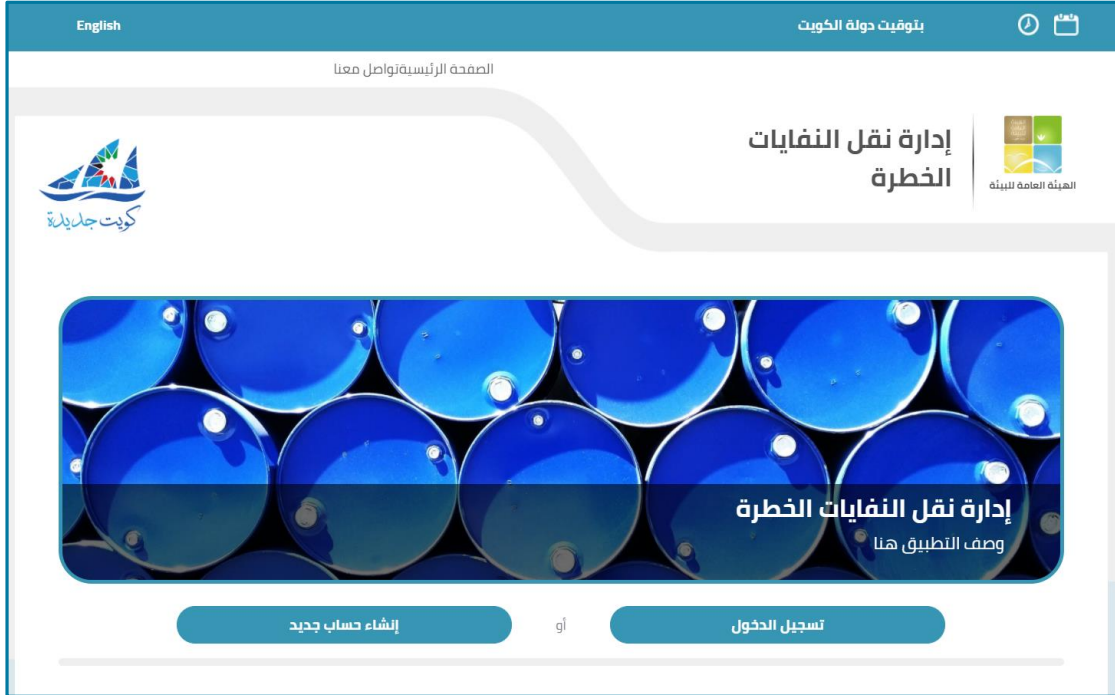 بتوقيت دولة الكويت
English
الصفحة الرئيسيةتواصل معنا
إدارة نقل النفايات
الخطرة
الهيئة العامة للبيئة
كويت جديدة
إدارة نقل النفايات الخطرة
وصف التطبيق هنا
تسجيل الدخول
أو
إنشاء حساب جديد